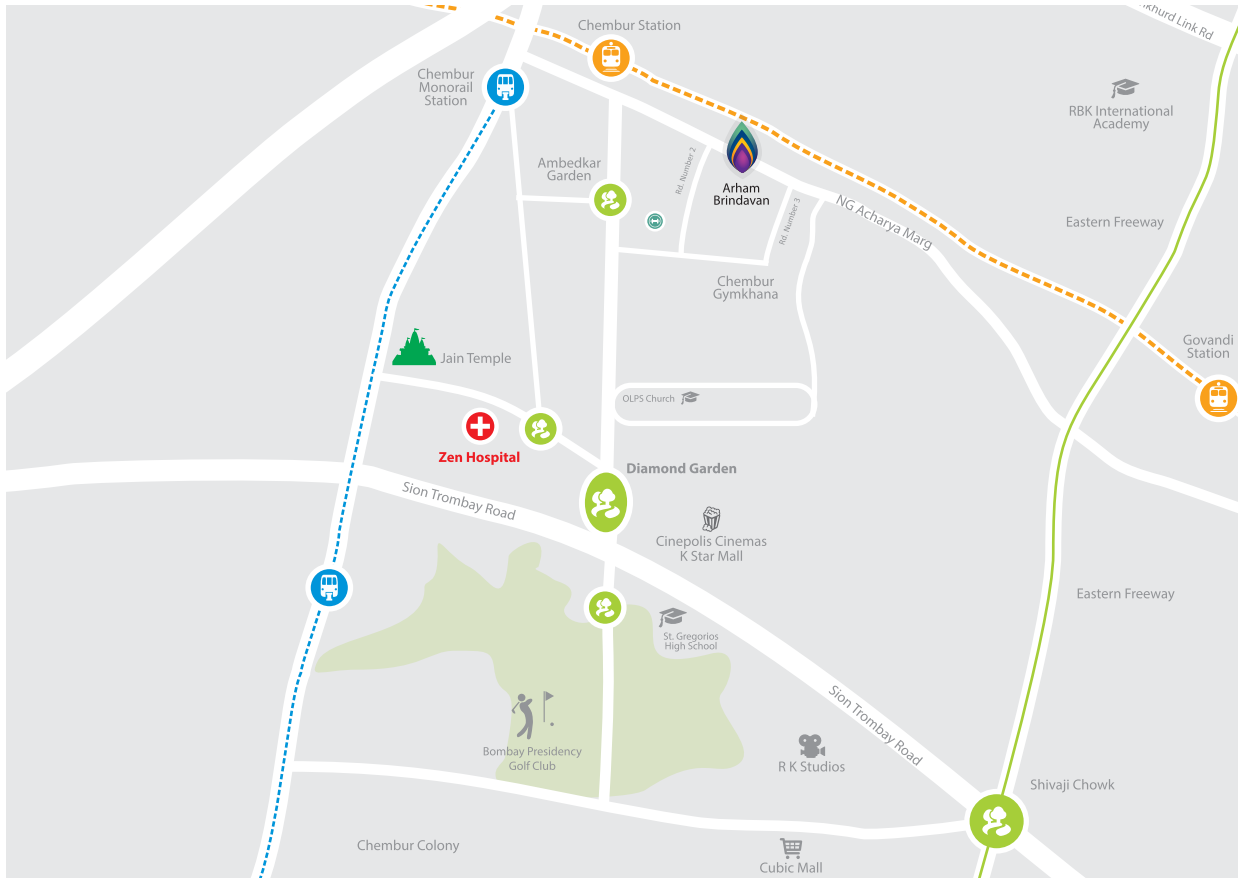 Chembur Station
khurd Link Rd
Chembur
Monorail
Station
RBK International
Academy
Ambedkar
Garden
Rd. Number 2
Arham
Brindavan
Rd. Number 3
NG Acharya Marg
Eastern Freeway
Chembur
Gymkhana
Govandi
Station
Jain Temple
OLPS Church
Zen Hospital
Diamond Garden
Sion Trombay Road
Cinepolis Cinemas
K Star Mall
Eastern Freeway
St. Gregorios
High School
Sion Trombay Road
Bombay Presidency
Golf Club
R K Studios
Shivaji Chowk
Chembur Colony
Cubic Mall